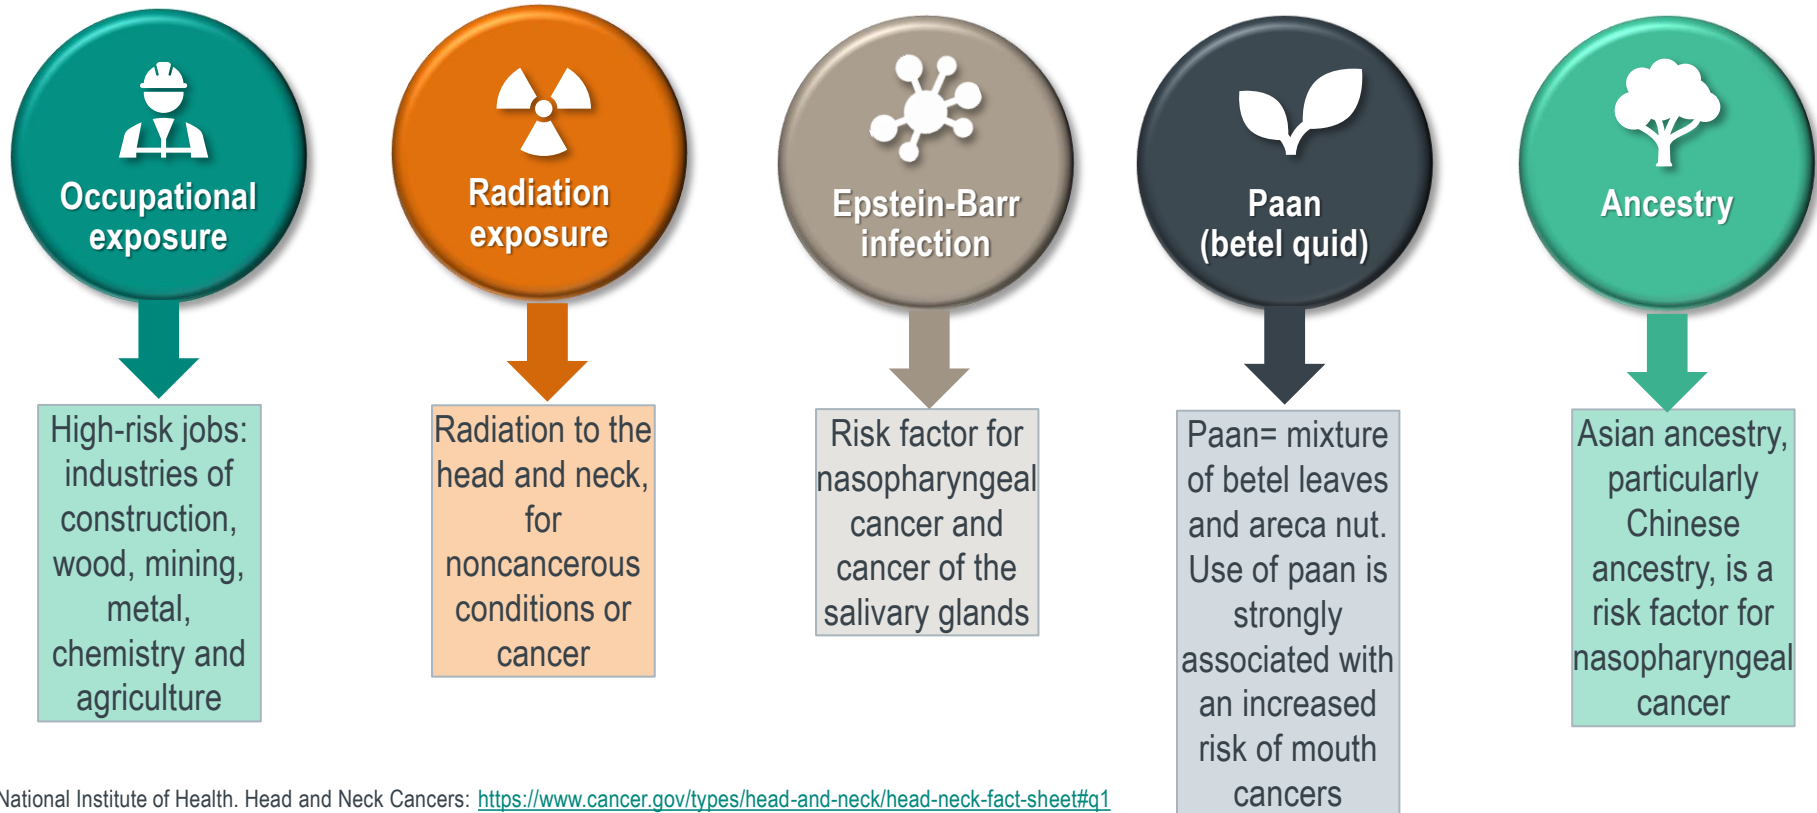 Occupational
exposure
High-risk jobs:
industries of
construction,
wood, mining,
metal,
chemistry and
agriculture
Radiation
exposure
Radiation to the
head and neck,
for
noncancerous
conditions or
cancer
Epstein-Barr
infection
Risk factor for
nasopharyngeal
cancer and
cancer of the
salivary glands
Paan
(betel quid)
Paan= mixture
of betel leaves
and areca nut.
Use of paan is
strongly
associated with
an increased
risk of mouth
cancers
Ancestry
Asian ancestry,
particularly
Chinese
ancestry, is a
risk factor for
nasopharyngeal
cancer
National Institute of Health. Head and Neck Cancers: https://www.cancer.gov/types/head-and-neck/head-neck-fact-sheet#q1